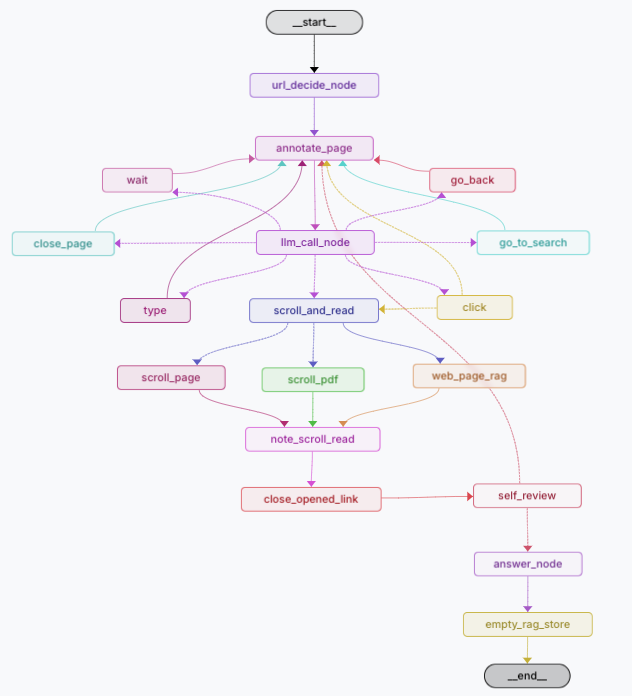 __start__
url_decide_node
annotate_page
wait
go_back
close_page
llm_call_node
go_to_search
type
scroll_and_read
click
scroll_page
scroll_pdf
web_page_rag
note_scroll_read
close_opened_link
self_review
answer_node
empty_rag_store
__end__